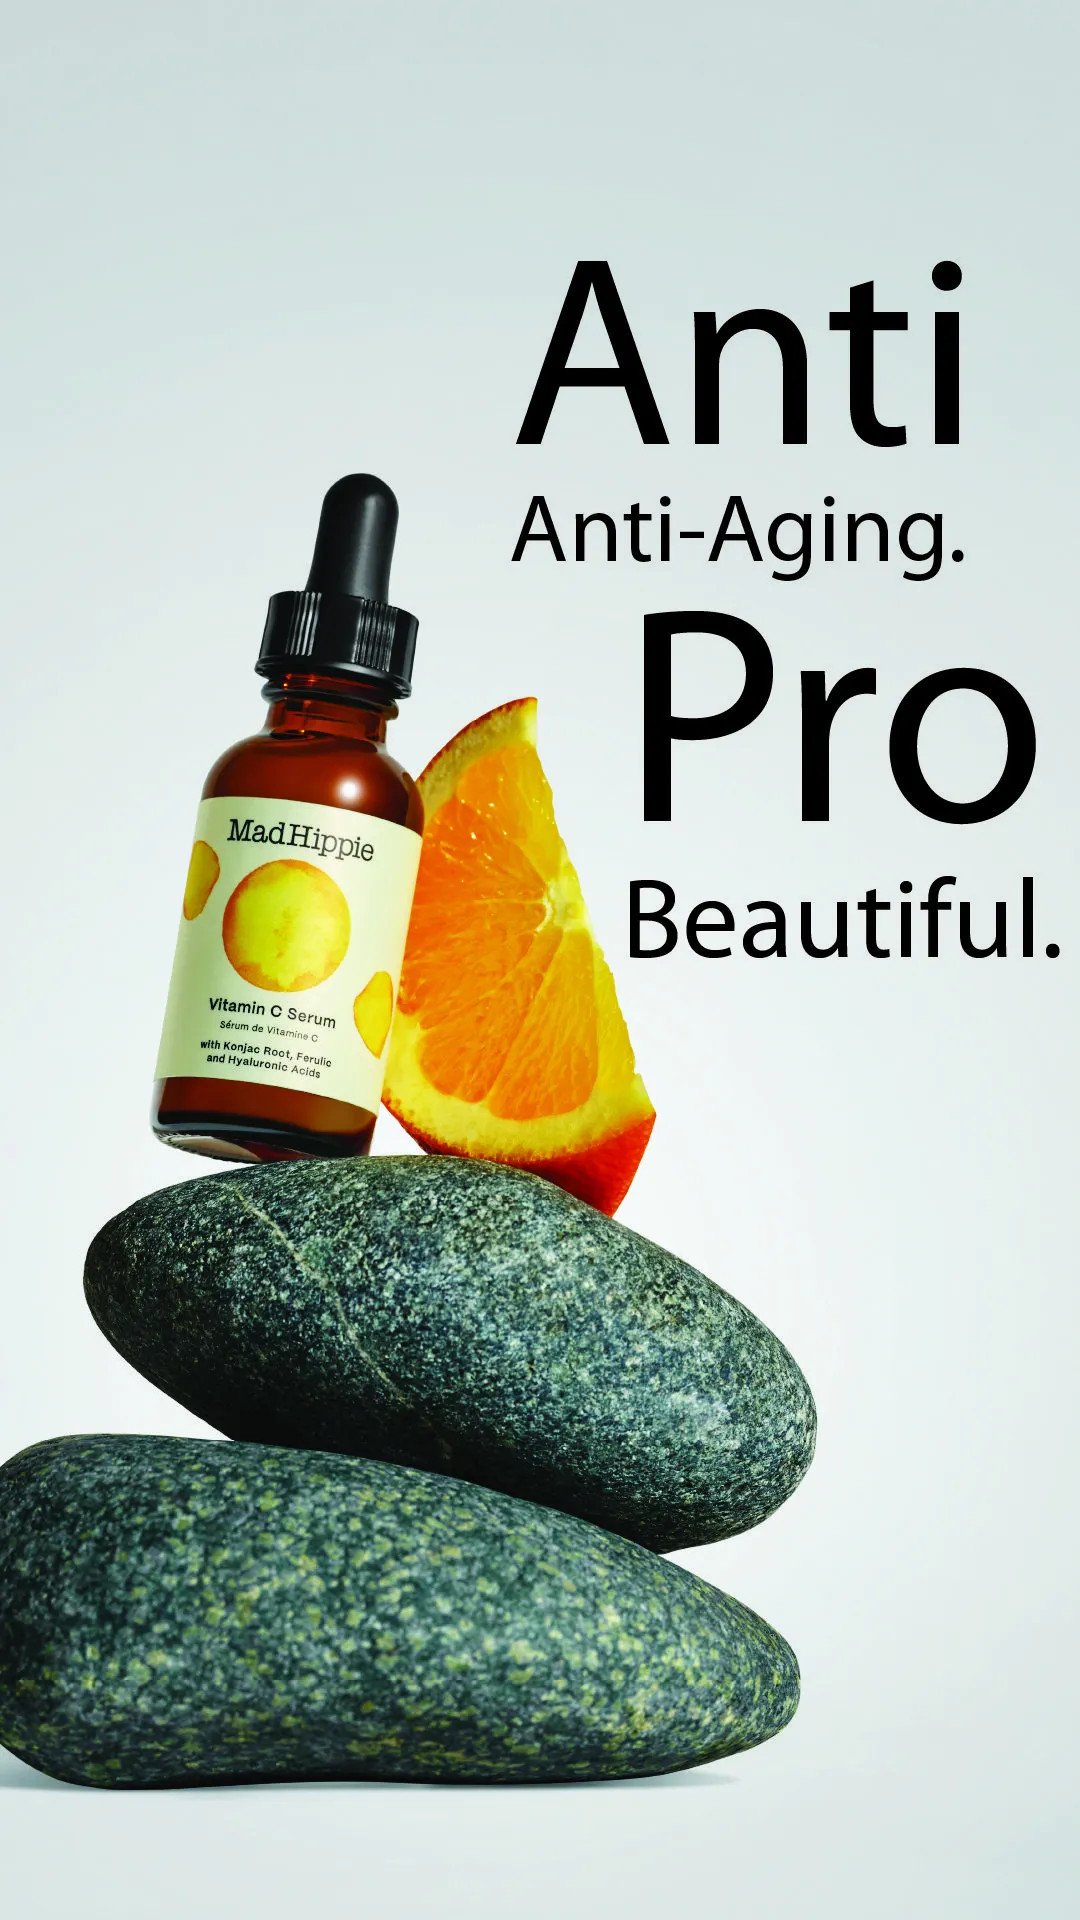 Anti
Anti-Aging.
Pro
Beautiful.
MadHippie
Vitamin C Serum
Sérum de Vitamine C
with Konjac Root, Ferulic
and Hyaluronic Acids